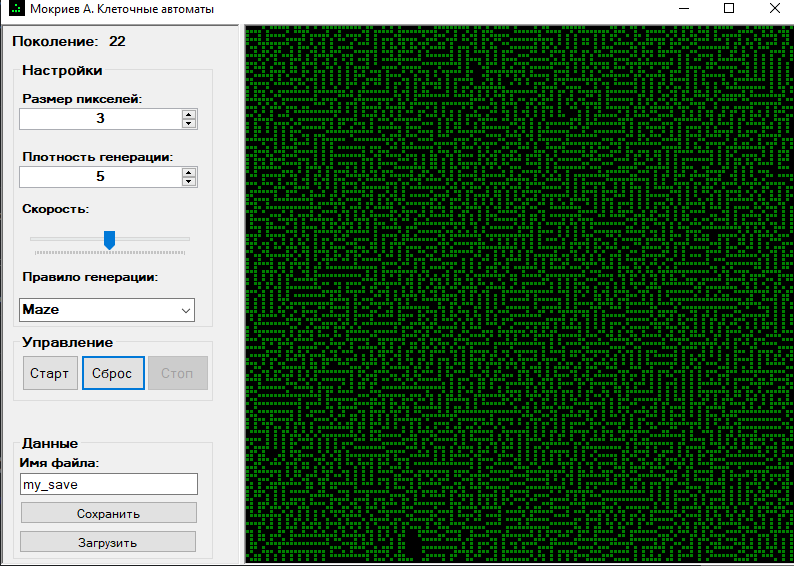 Мокриев А. Клеточные автоматы
Поколение: 22
Настройки
Размер пикселей:
3
Плотность генерации:
5
Скорость:
Правило генерации:
Maze
Управление
Старт Сброс Стоп
Данные
Имя файла:
my_save
Сохранить
Загрузить